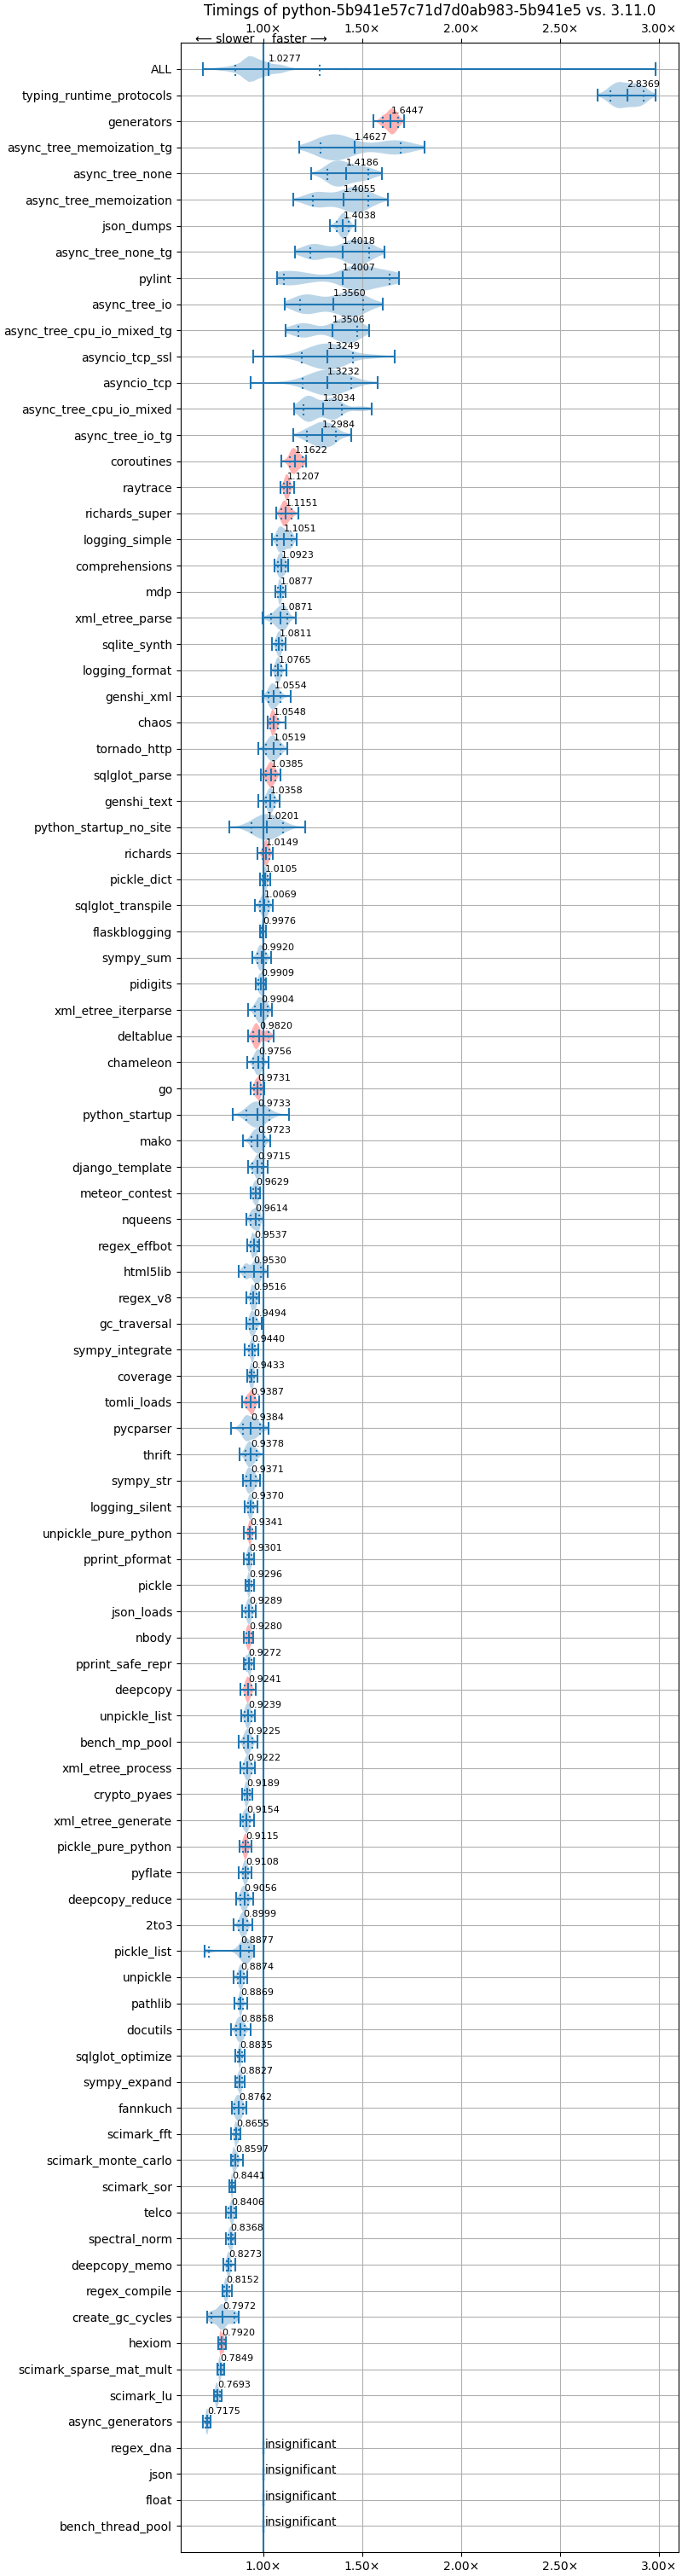 Timings of python-5b941e57c71d7d0ab983-5b941e5 vs. 3.11.0
1.00× 1.50× 2.00× 2.50× 3.00×
⟵ slower faster ⟶
ALL 1.0277
typing_runtime_protocols 2.8369
generators 1.6447
async_tree_memoization_tg 1.4627
async_tree_none 1.4186
async_tree_memoization 1.4055
json_dumps 1.4038
async_tree_none_tg 1.4018
pylint 1.4007
async_tree_io 1.3560
async_tree_cpu_io_mixed_tg 1.3506
asyncio_tcp_ssl 1.3249
asyncio_tcp 1.3232
async_tree_cpu_io_mixed 1.3034
async_tree_io_tg 1.2984
coroutines 1.1622
raytrace 1.1207
richards_super 1.1151
logging_simple 1.1051
comprehensions 1.0923
mdp 1.0877
xml_etree_parse 1.0871
sqlite_synth 1.0811
logging_format 1.0765
genshi_xml 1.0554
chaos 1.0548
tornado_http 1.0519
sqlglot_parse 1.0385
genshi_text 1.0358
python_startup_no_site 1.0201
richards 1.0149
pickle_dict 1.0105
sqlglot_transpile 1.0069
flaskblogging 0.9976
sympy_sum 0.9920
pidigits 0.9909
xml_etree_iterparse 0.9904
deltablue 0.9820
chameleon 0.9756
go 0.9731
python_startup 0.9733
mako 0.9723
django_template 0.9715
meteor_contest 0.9629
nqueens 0.9614
regex_effbot 0.9537
html5lib 0.9530
regex_v8 0.9516
gc_traversal 0.9494
sympy_integrate 0.9440
coverage 0.9433
tomli_loads 0.9387
pycparser 0.9384
thrift 0.9378
sympy_str 0.9371
logging_silent 0.9370
unpickle_pure_python 0.9341
pprint_pformat 0.9301
pickle 0.9296
json_loads 0.9289
nbody 0.9280
pprint_safe_repr 0.9272
deepcopy 0.9241
unpickle_list 0.9239
bench_mp_pool 0.9225
xml_etree_process 0.9222
crypto_pyaes 0.9189
xml_etree_generate 0.9154
pickle_pure_python 0.9115
pyflate 0.9108
deepcopy_reduce 0.9056
2to3 0.8999
pickle_list 0.8877
unpickle 0.8874
pathlib 0.8869
docutils 0.8858
sqlglot_optimize 0.8835
sympy_expand 0.8827
fannkuch 0.8762
scimark_fft 0.8655
scimark_monte_carlo 0.8597
scimark_sor 0.8441
telco 0.8406
spectral_norm 0.8368
deepcopy_memo 0.8273
regex_compile 0.8152
create_gc_cycles 0.7972
hexiom 0.7920
scimark_sparse_mat_mult 0.7849
scimark_lu 0.7693
async_generators 0.7175
regex_dna insignificant
json insignificant
float insignificant
bench_thread_pool insignificant
1.00× 1.50× 2.00× 2.50× 3.00×